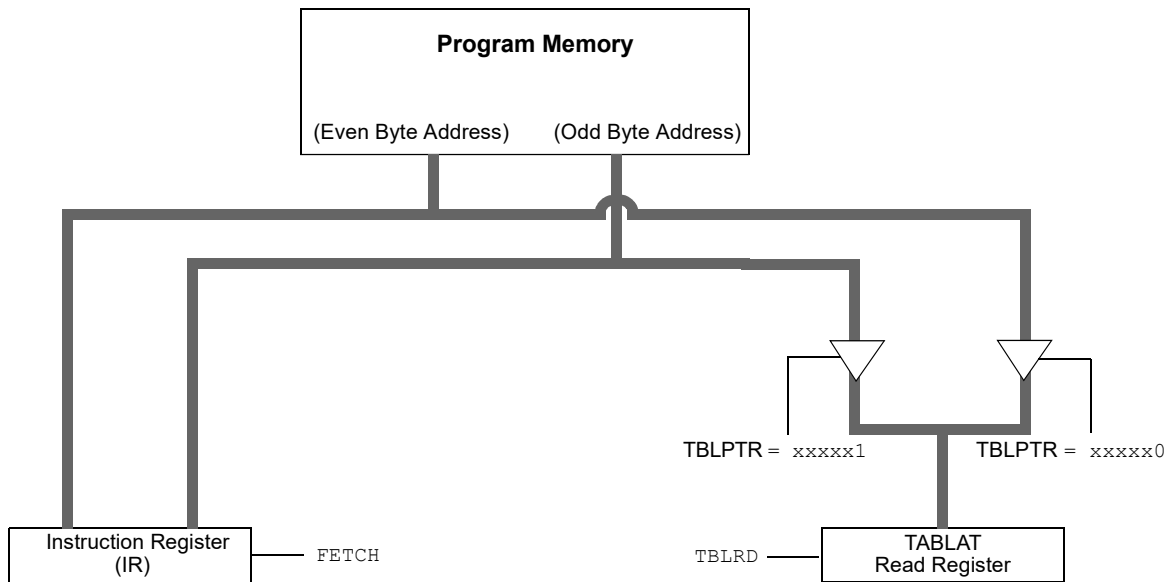 Program Memory
(Even Byte Address) (Odd Byte Address)
TBLPTR = xxxxx1 TBLPTR = xxxxx0
Instruction Register
(IR)
FETCH
TBLRD
TABLAT
Read Register